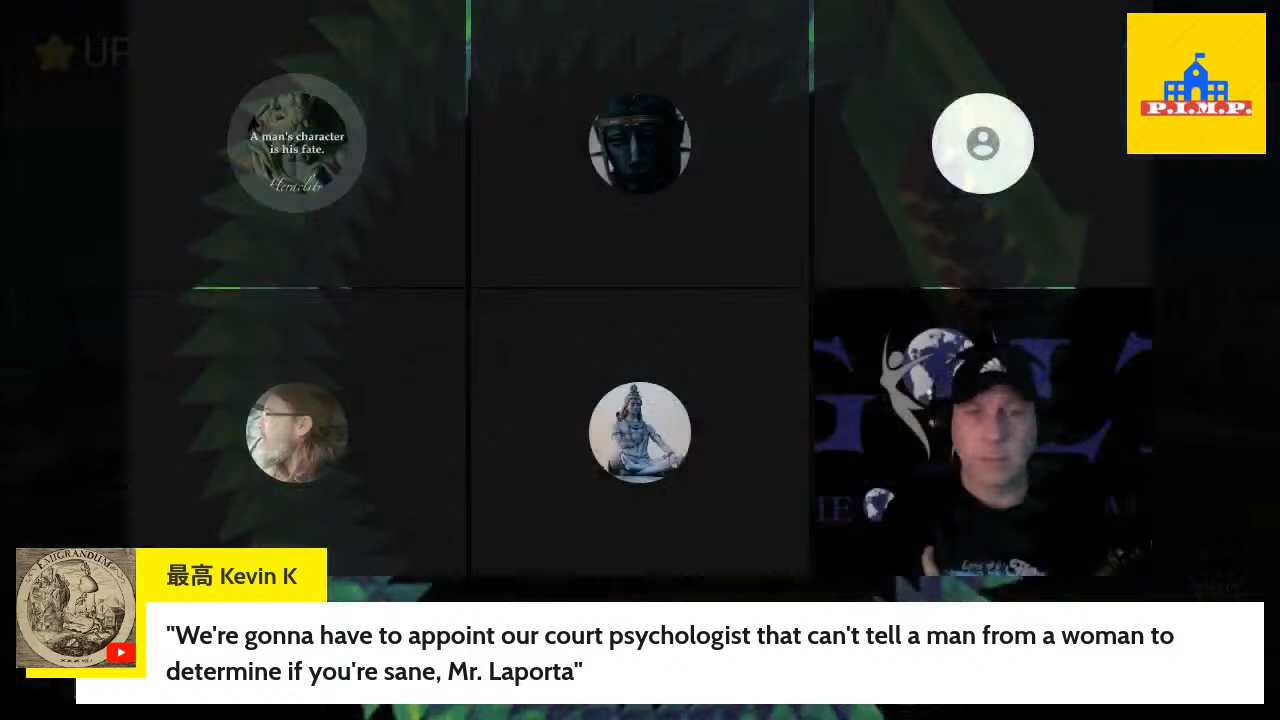 UP
A man's character
is his fate.
P.I.M.P.
EMIGRANDUM
最高 Kevin K
"We're gonna have to appoint our court psychologist that can't tell a man from a woman to
determine if you're sane, Mr. Laporta"